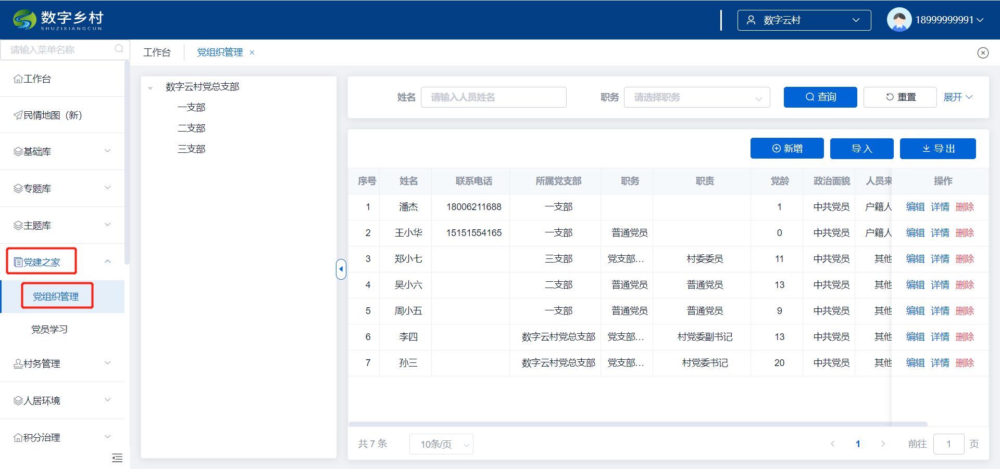 数字乡村
SHUZIXIANGCUN
数字云村
18999999991
请输入菜单名称
工作台
党组织管理 ×
工作台
民情地图（新）
基础库
专题库
主题库
党建之家
党组织管理
党员学习
村务管理
人居环境
积分治理
数字云村党总支部
一支部
二支部
三支部
姓名 请输入人员姓名 职务 请选择职务 查询 重置 展开
新增 导入 导出
序号 姓名 联系电话 所属党支部 职务 职责 党龄 政治面貌 人员来 操作
1 潘杰 18006211688 一支部 1 中共党员 户籍人 编辑 详情 删除
2 王小华 15151554165 一支部 普通党员 0 中共党员 户籍人 编辑 详情 删除
3 郑小七 三支部 党支部... 村委委员 11 中共党员 其他 编辑 详情 删除
4 吴小六 二支部 普通党员 普通党员 13 中共党员 其他 编辑 详情 删除
5 周小五 一支部 普通党员 普通党员 9 中共党员 其他 编辑 详情 删除
6 李四 数字云村党总支部 党支部... 村党委副书记 13 中共党员 其他 编辑 详情 删除
7 孙三 数字云村党总支部 党支部... 村党委书记 20 中共党员 其他 编辑 详情 删除
共 7 条 10条/页 1 前往 1 页